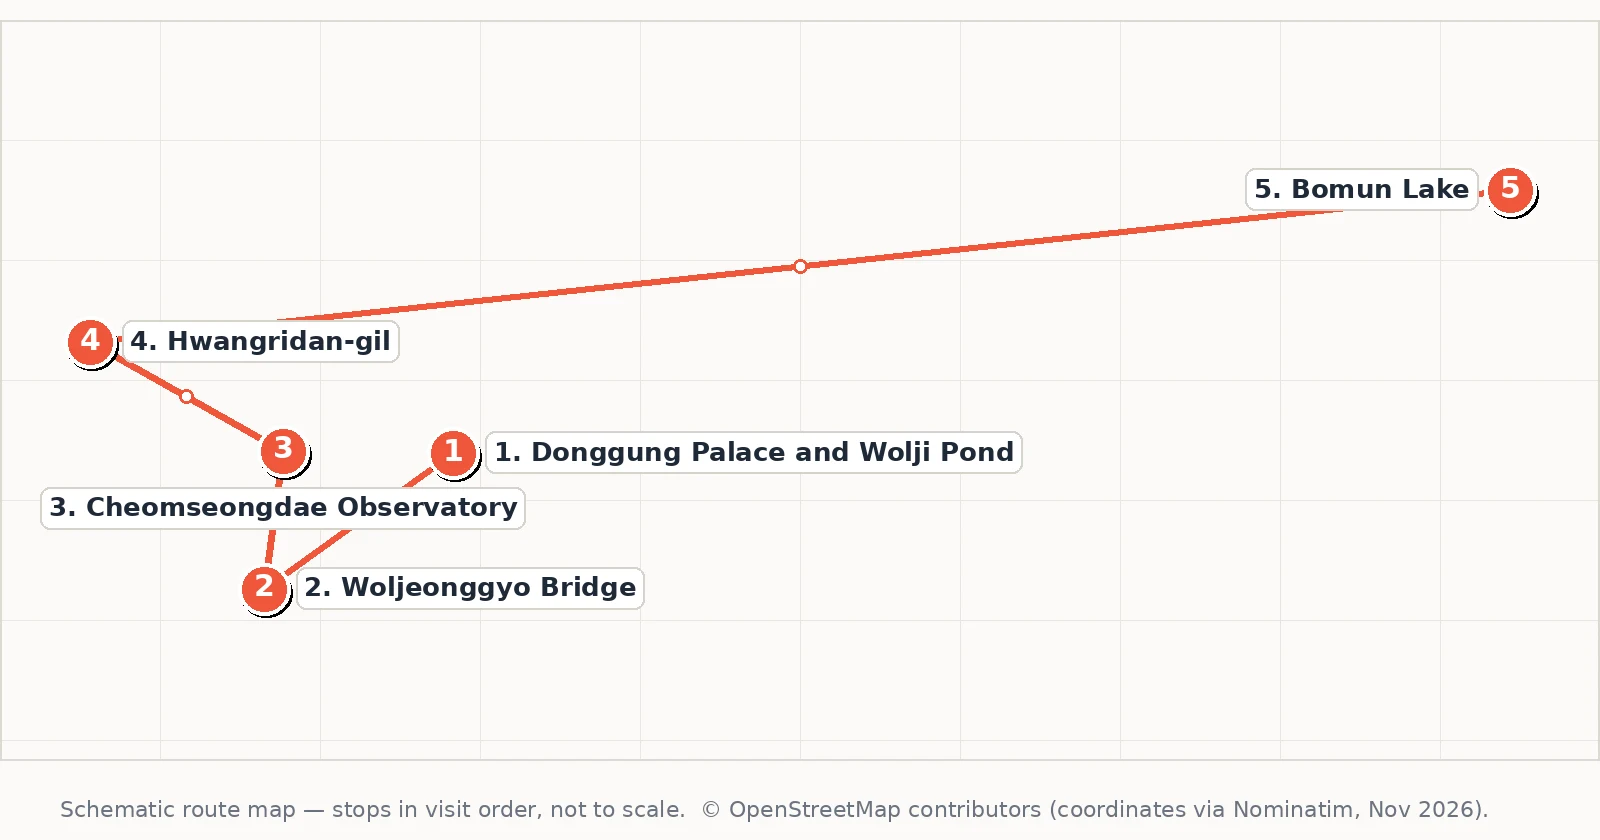 5
5. Bomun Lake
4
4. Hwangridan-gil
3
1
1. Donggung Palace and Wolji Pond
3. Cheomseongdae Observatory
2
2. Woljeonggyo Bridge
Schematic route map — stops in visit order, not to scale.  © OpenStreetMap contributors (coordinates via Nominatim, Nov 2026).